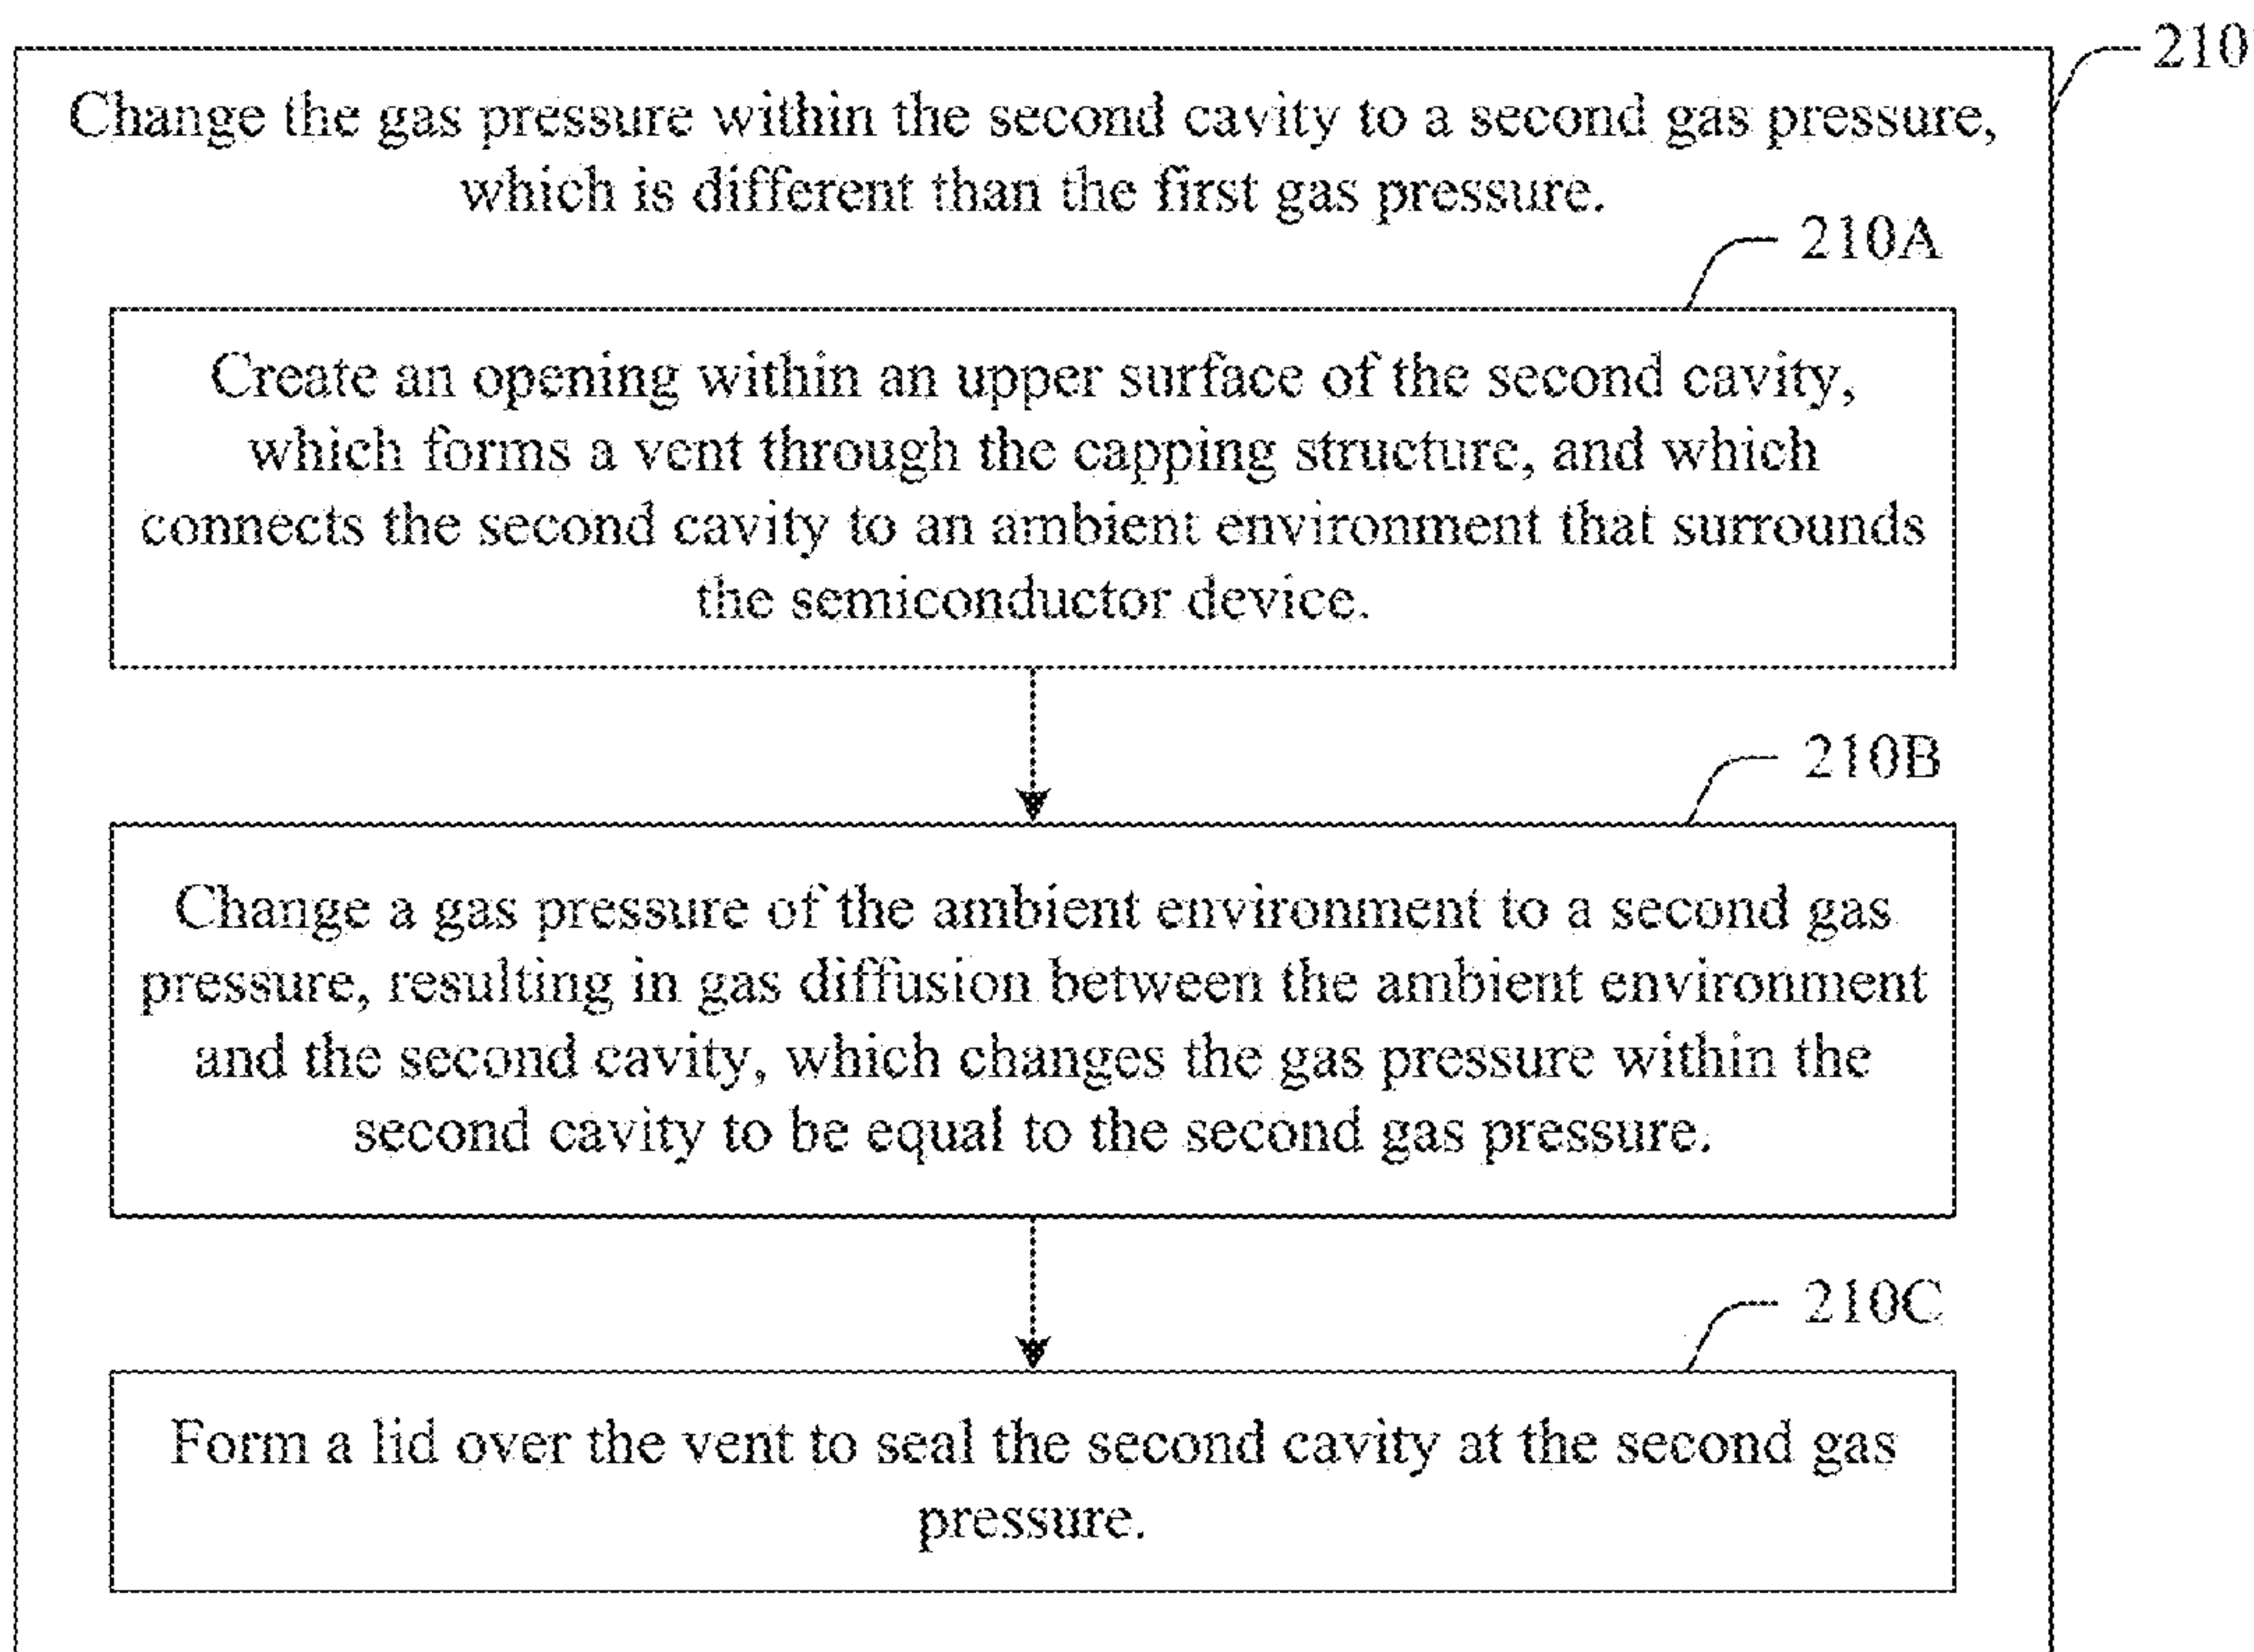 210
Change the gas pressure within the second cavity to a second gas pressure,
which is different than the first gas pressure.
210A
Create an opening within an upper surface of the second cavity,
which forms a vent through the capping structure, and which
connects the second cavity to an ambient environment that surrounds
the semiconductor device.
210B
Change a gas pressure of the ambient environment to a second gas
pressure, resulting in gas diffusion between the ambient environment
and the second cavity, which changes the gas pressure within the
second cavity to be equal to the second gas pressure.
210C
Form a lid over the vent to seal the second cavity at the second gas
pressure.